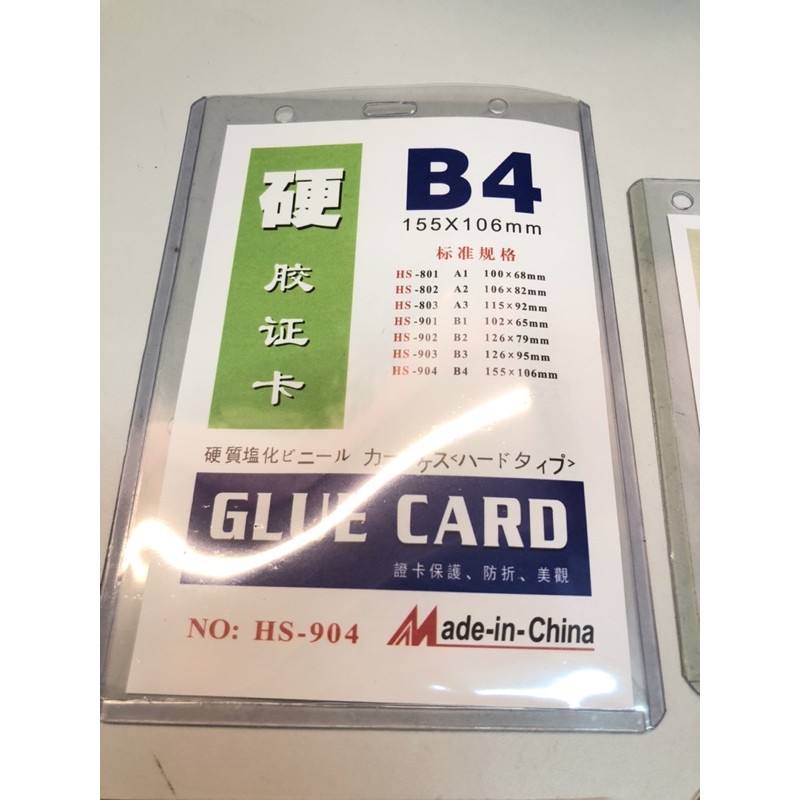 硬
胶
证
卡
B4
155X106mm
标准规格
HS-801 A1 100×68mm
HS-802 A2 106×82mm
HS-803 A3 115×92mm
HS-901 B1 102×65mm
HS-902 B2 126×79mm
HS-903 B3 126×95mm
HS-904 B4 155×106mm
硬質塩化ビニール カードケス<ハードタイプ>
GLUE CARD
證卡保護、防折、美觀
NO: HS-904
Made-in-China